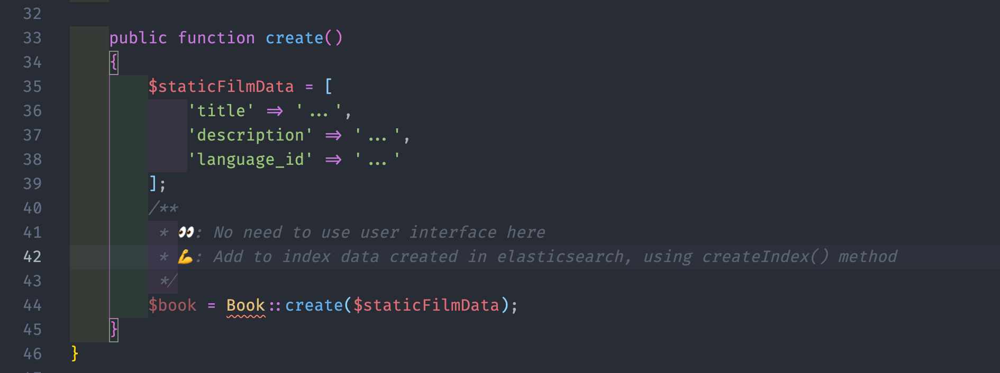 32
33 public function create()
34 {
35 $staticFilmData = [
36 'title' => '...',
37 'description' => '...',
38 'language_id' => '...'
39 ];
40 /**
41 * 👀: No need to use user interface here
42 * 💪: Add to index data created in elasticsearch, using createIndex() method
43 */
44 $book = Book::create($staticFilmData);
45 }
46 }